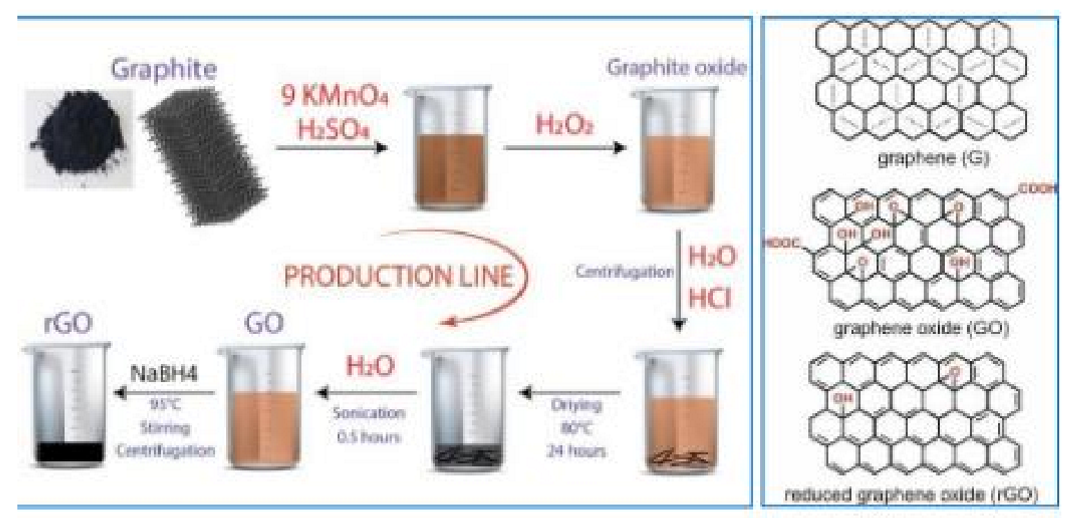 Graphite
9 KMnO₄
H₂SO₄
H₂O₂
Graphite oxide
Centrifugation
H₂O
HCl
PRODUCTION LINE
Driying
80°C
24 hours
H₂O
Sonication
0.5 hours
GO
NaBH4
95°C
Stirring
Centrifugation
rGO
graphene (G)
COOH
OH
O
O
OH
OH
HOOC
O
OH
graphene oxide (GO)
O
OH
reduced graphene oxide (rGO)